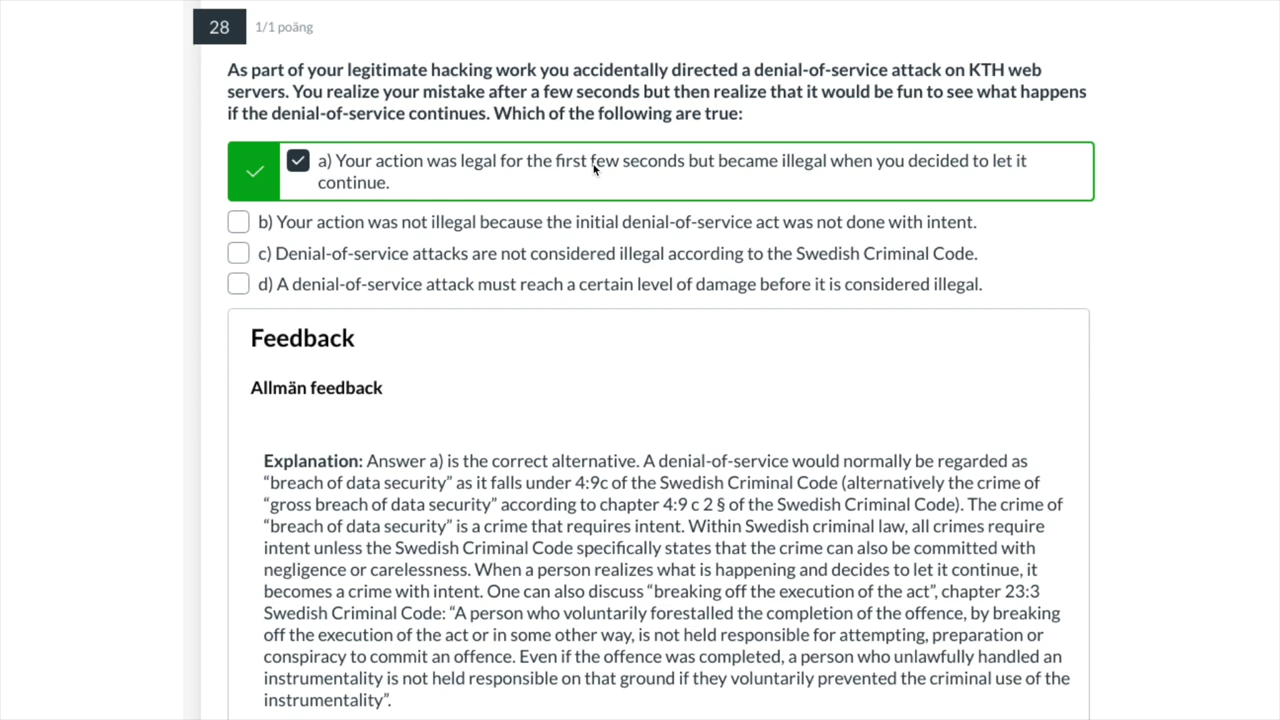 28
1/1 poäng
As part of your legitimate hacking work you accidentally directed a denial-of-service attack on KTH web
servers. You realize your mistake after a few seconds but then realize that it would be fun to see what happens
if the denial-of-service continues. Which of the following are true:
a) Your action was legal for the first few seconds but became illegal when you decided to let it
continue.
b) Your action was not illegal because the initial denial-of-service act was not done with intent.
c) Denial-of-service attacks are not considered illegal according to the Swedish Criminal Code.
d) A denial-of-service attack must reach a certain level of damage before it is considered illegal.
Feedback
Allmän feedback
Explanation: Answer a) is the correct alternative. A denial-of-service would normally be regarded as
“breach of data security” as it falls under 4:9c of the Swedish Criminal Code (alternatively the crime of
“gross breach of data security” according to chapter 4:9 c 2 § of the Swedish Criminal Code). The crime of
“breach of data security” is a crime that requires intent. Within Swedish criminal law, all crimes require
intent unless the Swedish Criminal Code specifically states that the crime can also be committed with
negligence or carelessness. When a person realizes what is happening and decides to let it continue, it
becomes a crime with intent. One can also discuss “breaking off the execution of the act”, chapter 23:3
Swedish Criminal Code: “A person who voluntarily forestalled the completion of the offence, by breaking
off the execution of the act or in some other way, is not held responsible for attempting, preparation or
conspiracy to commit an offence. Even if the offence was completed, a person who unlawfully handled an
instrumentality is not held responsible on that ground if they voluntarily prevented the criminal use of the
instrumentality”.